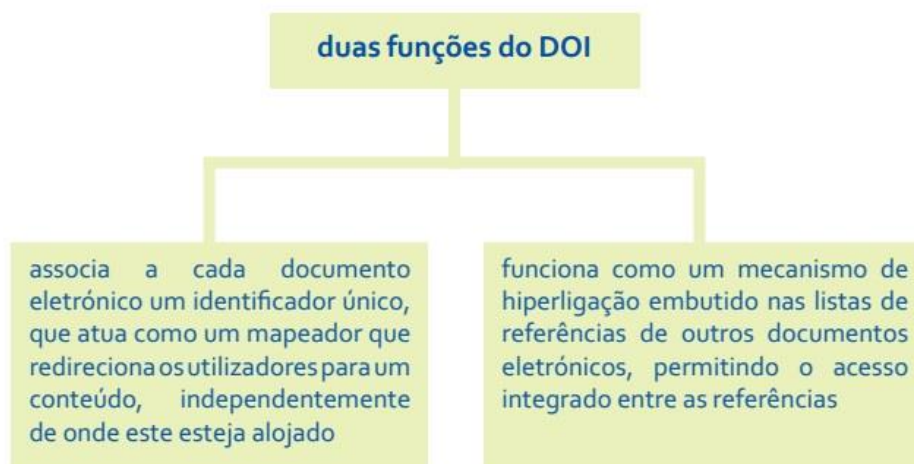 duas funções do DOI
associa a cada documento
eletrónico um identificador único,
que atua como um mapeador que
redireciona os utilizadores para um
conteúdo, independentemente
de onde este esteja alojado
funciona como um mecanismo de
hiperligação embutido nas listas de
referências de outros documentos
eletrónicos, permitindo o acesso
integrado entre as referências